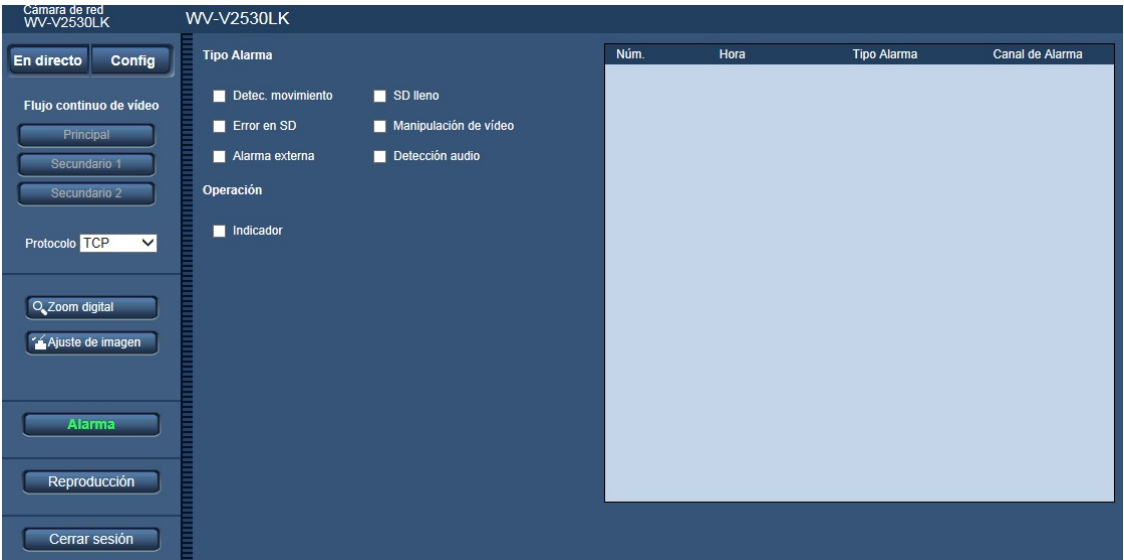 Cámara de red
WV-V2530LK
WV-V2530LK
En directo Config
Flujo continuo de vídeo
Principal
Secundario 1
Secundario 2
Protocolo TCP
Zoom digital
Ajuste de imagen
Alarma
Reproducción
Cerrar sesión
Tipo Alarma
Detec. movimiento SD lleno
Error en SD Manipulación de vídeo
Alarma externa Detección audio
Operación
Indicador
Núm. Hora Tipo Alarma Canal de Alarma